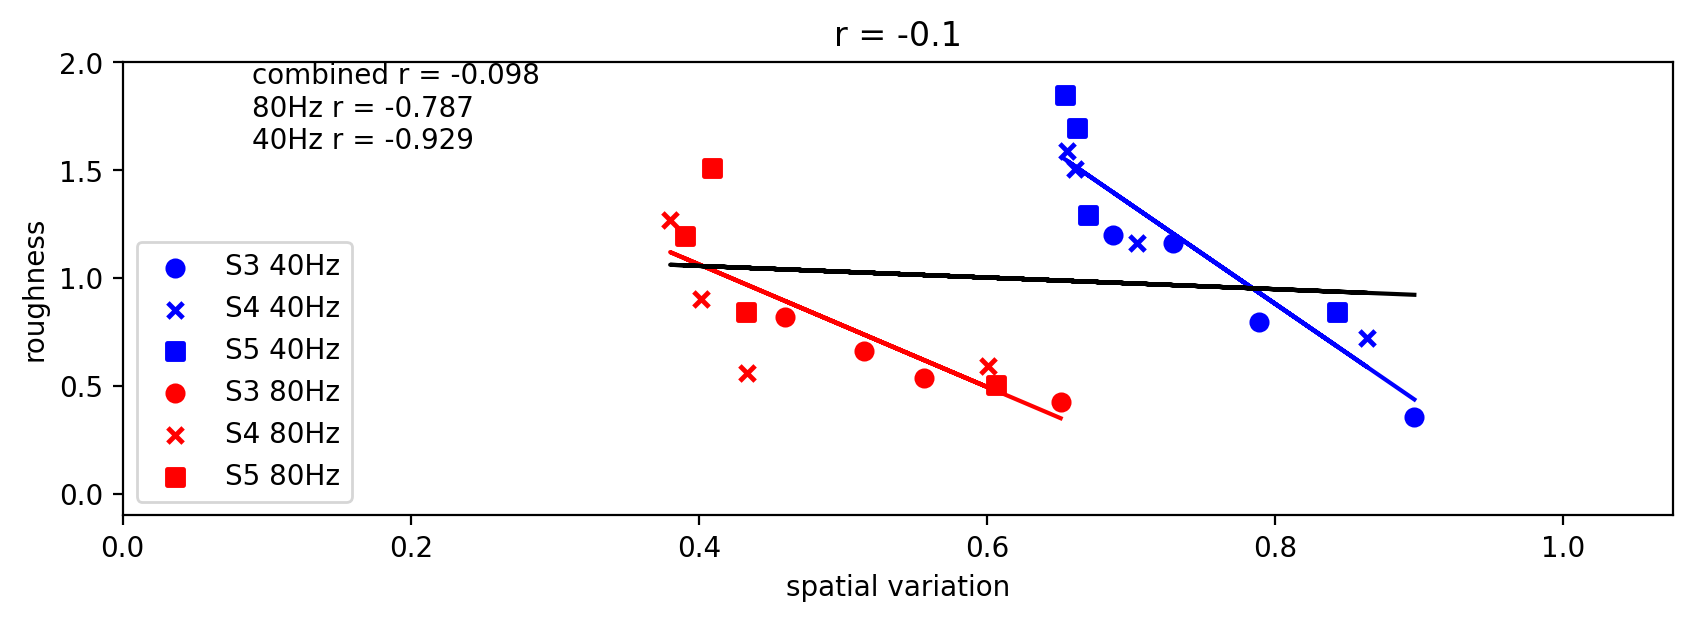 r = -0.1
combined r = -0.098
80Hz r = -0.787
40Hz r = -0.929
2.0
1.5
1.0
0.5
0.0
roughness
S3 40Hz
S4 40Hz
S5 40Hz
S3 80Hz
S4 80Hz
S5 80Hz
0.0 0.2 0.4 0.6 0.8 1.0
spatial variation